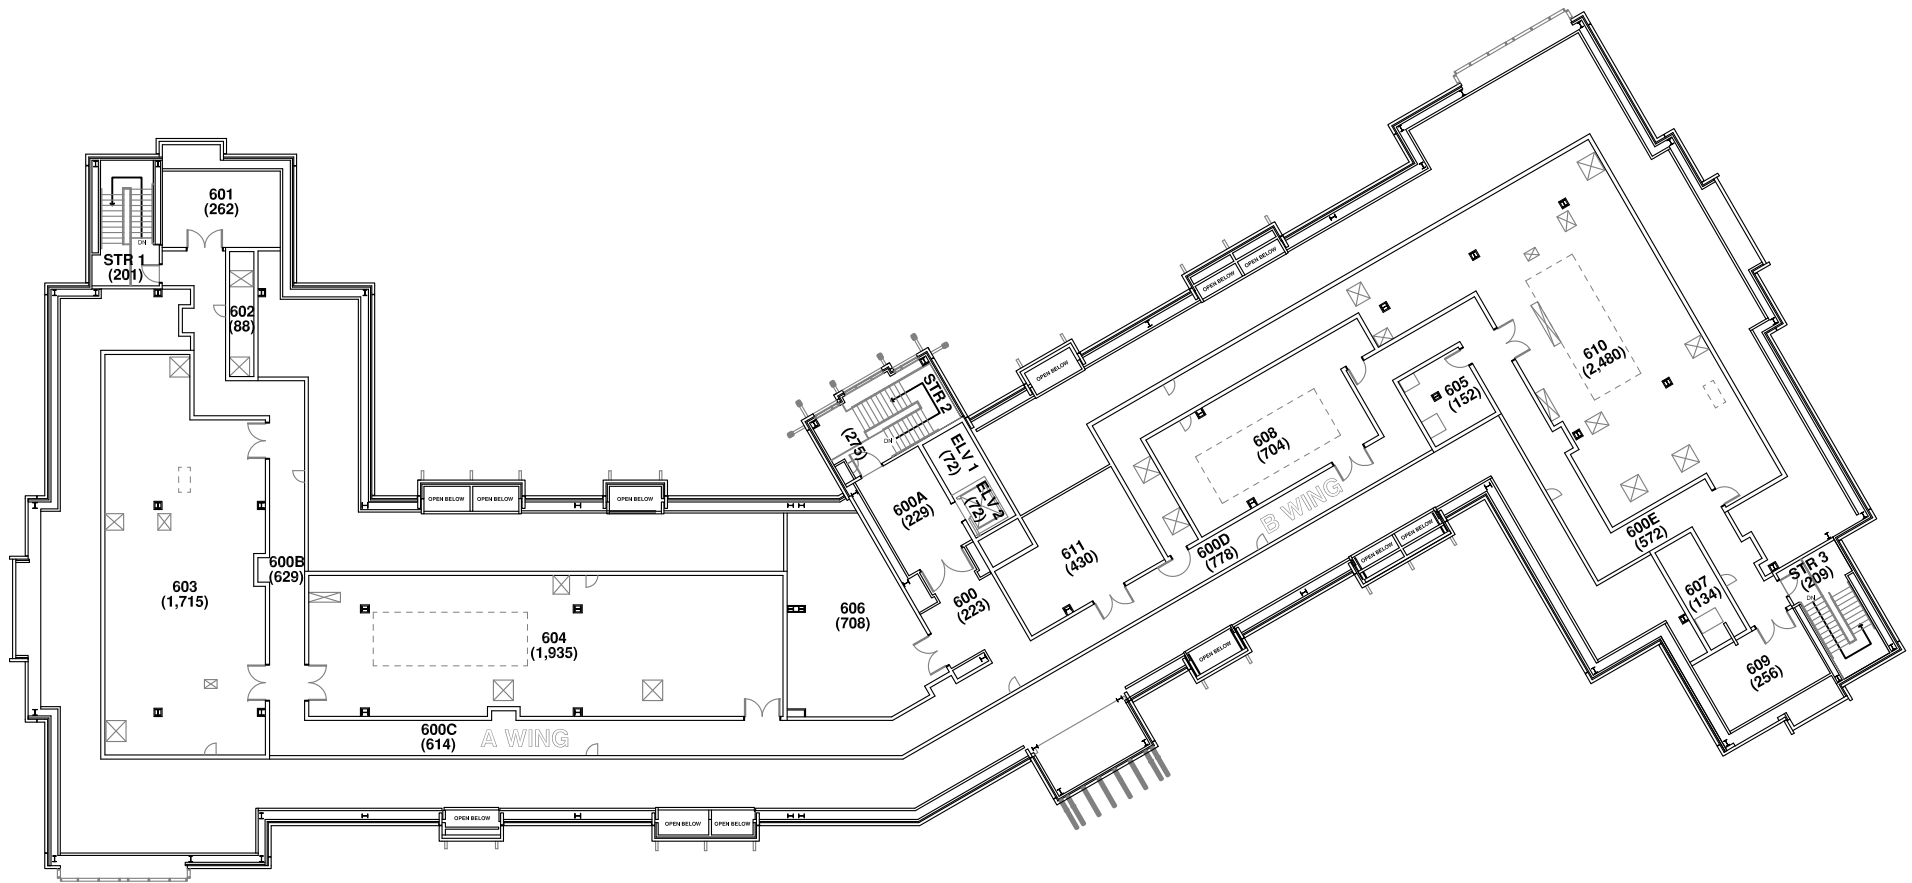 601
(262)
DN
STR 1
(201)
602
(88)
603
(1,715)
600B
(629)
OPEN BELOW
OPEN BELOW
OPEN BELOW
604
(1,935)
606
(708)
600C
(614)
A WING
OPEN BELOW
OPEN BELOW
OPEN BELOW
STR 2
(275)
DN
ELV 1
(72)
ELV 2
(72)
600A
(229)
600
(223)
611
(430)
OPEN BELOW
OPEN BELOW
OPEN BELOW
608
(704)
B WING
600D
(778)
605
(152)
610
(2,480)
600E
(572)
OPEN BELOW
OPEN BELOW
OPEN BELOW
607
(134)
STR 3
(209)
DN
609
(256)